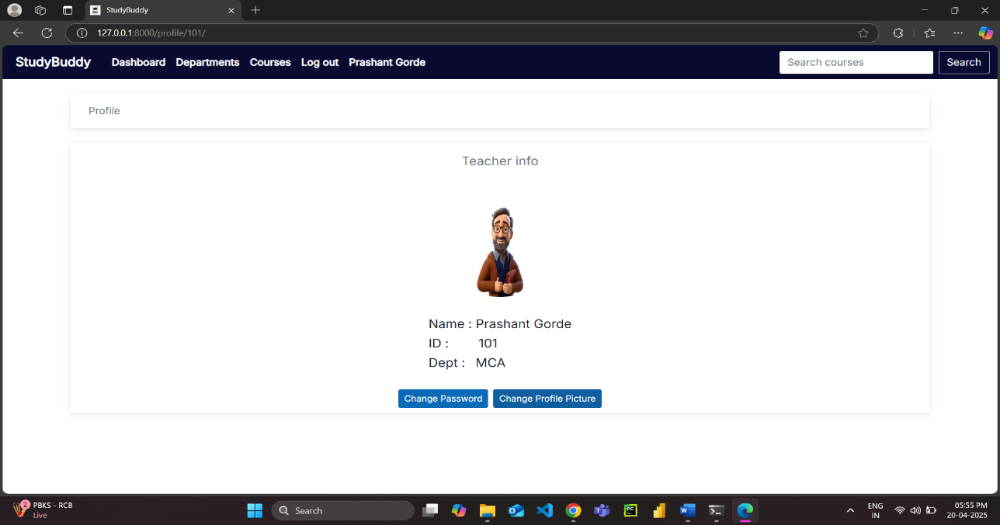 StudyBuddy
127.0.0.1:8000/profile/101/
StudyBuddy Dashboard Departments Courses Log out Prashant Gorde Search courses Search
Profile
Teacher info
Name : Prashant Gorde
ID : 101
Dept : MCA
Change Password Change Profile Picture
2 PBKS - RCB
Live
Search
PC
ENG
IN
05:55 PM
20-04-2025